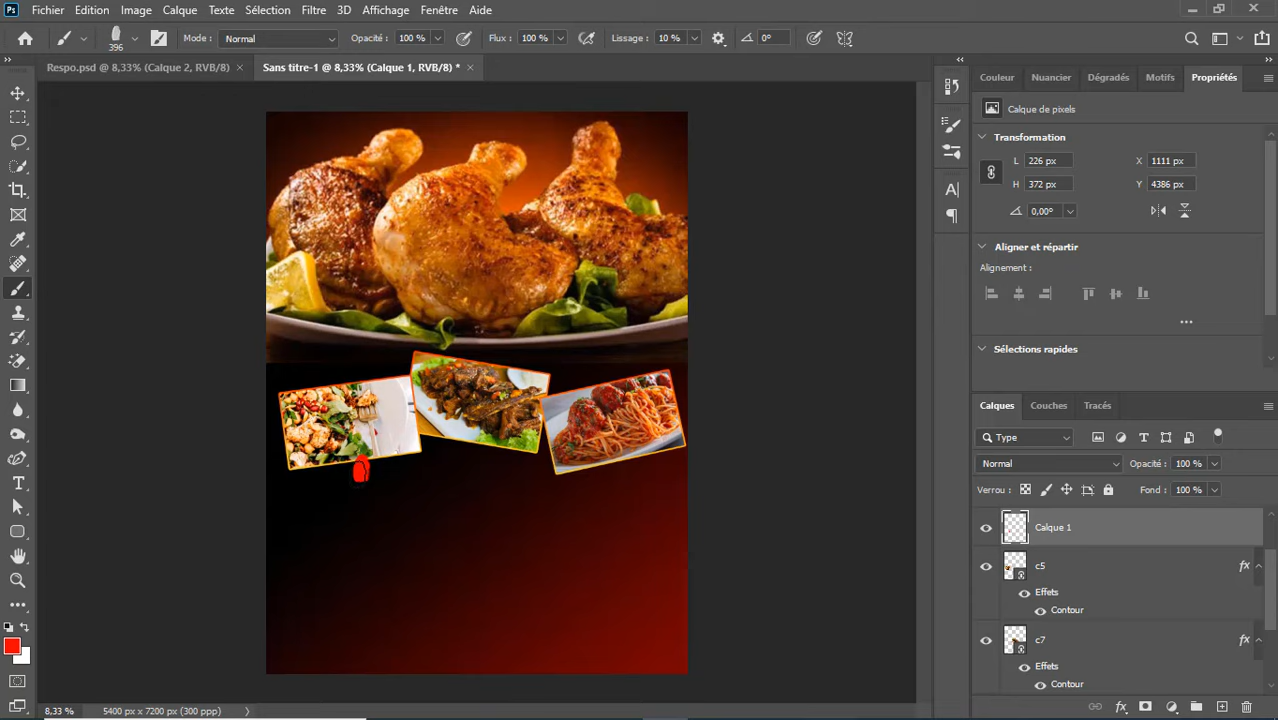 Ps Fichier Edition Image Calque Texte Sélection Filtre 3D Affichage Fenêtre Aide
396 Mode : Normal Opacité : 100 % Flux : 100 % Lissage : 10 % 0°
Respo.psd @ 8,33% (Calque 2, RVB/8) × Sans titre-1 @ 8,33% (Calque 1, RVB/8) * ×
Couleur Nuancier Dégradés Motifs Propriétés
Calque de pixels
Transformation
L 226 px X 1111 px
H 372 px Y 4386 px
0,00°
Aligner et répartir
Alignement :
Sélections rapides
Calques Couches Tracés
Type
Normal Opacité : 100 %
Verrou : Fond : 100 %
Calque 1
c5 fx
Effets
Contour
c7 fx
Effets
Contour
8,33 % 5400 px x 7200 px (300 ppp)